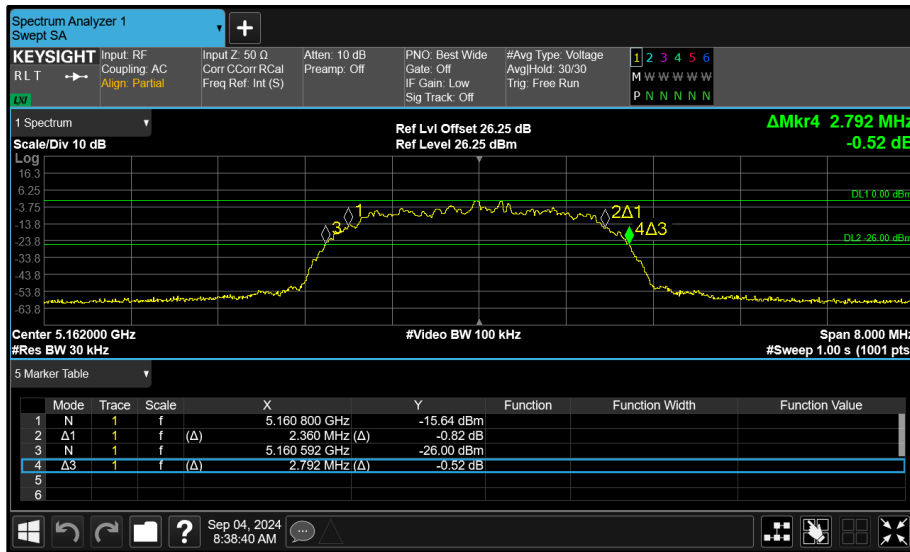 Spectrum Analyzer 1
Swept SA
+
KEYSIGHT
R L T
LXI
Input: RF
Coupling: AC
Align: Partial
Input Z: 50 Ω
Corr CCorr RCal
Freq Ref: Int (S)
Atten: 10 dB
Preamp: Off
PNO: Best Wide
Gate: Off
IF Gain: Low
Sig Track: Off
#Avg Type: Voltage
Avg|Hold: 30/30
Trig: Free Run
1 2 3 4 5 6
M W W W W W
P N N N N N
1 Spectrum
Scale/Div 10 dB
Ref Lvl Offset 26.25 dB
Ref Level 26.25 dBm
ΔMkr4 2.792 MHz
-0.52 dB
Log
16.3
6.25
-3.75
-13.8
-23.8
-33.8
-43.8
-53.8
-63.8
DL1 0.00 dBm
DL2 -26.00 dBm
1
3
2Δ1
4Δ3
Center 5.162000 GHz
#Res BW 30 kHz
#Video BW 100 kHz
Span 8.000 MHz
#Sweep 1.00 s (1001 pts
5 Marker Table
Mode Trace Scale X Y Function Function Width Function Value
1 N 1 f 5.160 800 GHz -15.64 dBm
2 Δ1 1 f (Δ) 2.360 MHz (Δ) -0.82 dB
3 N 1 f 5.160 592 GHz -26.00 dBm
4 Δ3 1 f (Δ) 2.792 MHz (Δ) -0.52 dB
5
6
?
Sep 04, 2024
8:38:40 AM